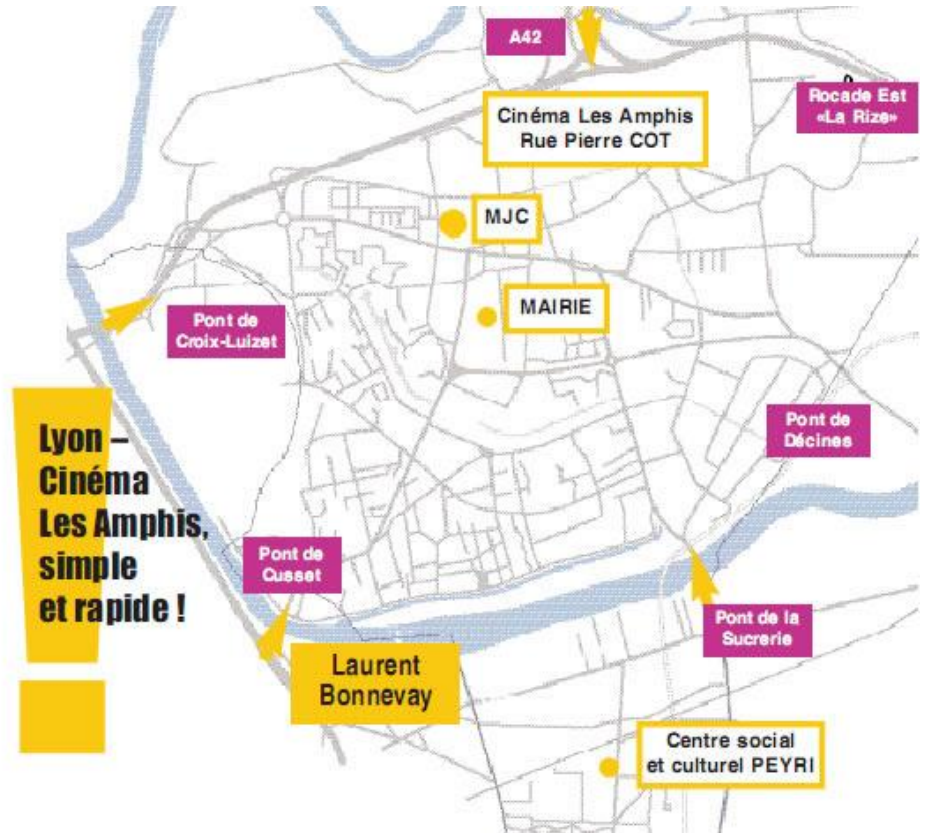 A42
Rocade Est
«La Rize»
Cinéma Les Amphis
Rue Pierre COT
MJC
MAIRIE
Pont de
Croix-Luizet
Pont de
Décines
Lyon –
Cinéma
Les Amphis,
simple
et rapide !
Pont de
Cusset
Pont de la
Sucrerie
Laurent
Bonnevay
Centre social
et culturel PEYRI